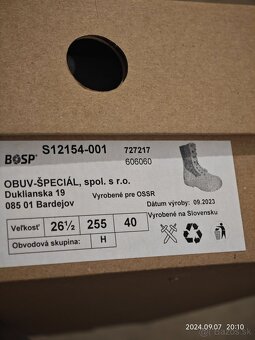 S12154-001
727217
BOSP®
606060
OBUV-ŠPECIÁL, spol. s r.o.
Duklianska 19
Vyrobené pre OSSR
085 01 Bardejov
Dátum výroby: 09.2023
Vyrobené na Slovensku
Veľkosť 26½ 255 40
Obvodová skupina: H
2024.09.07 20:10